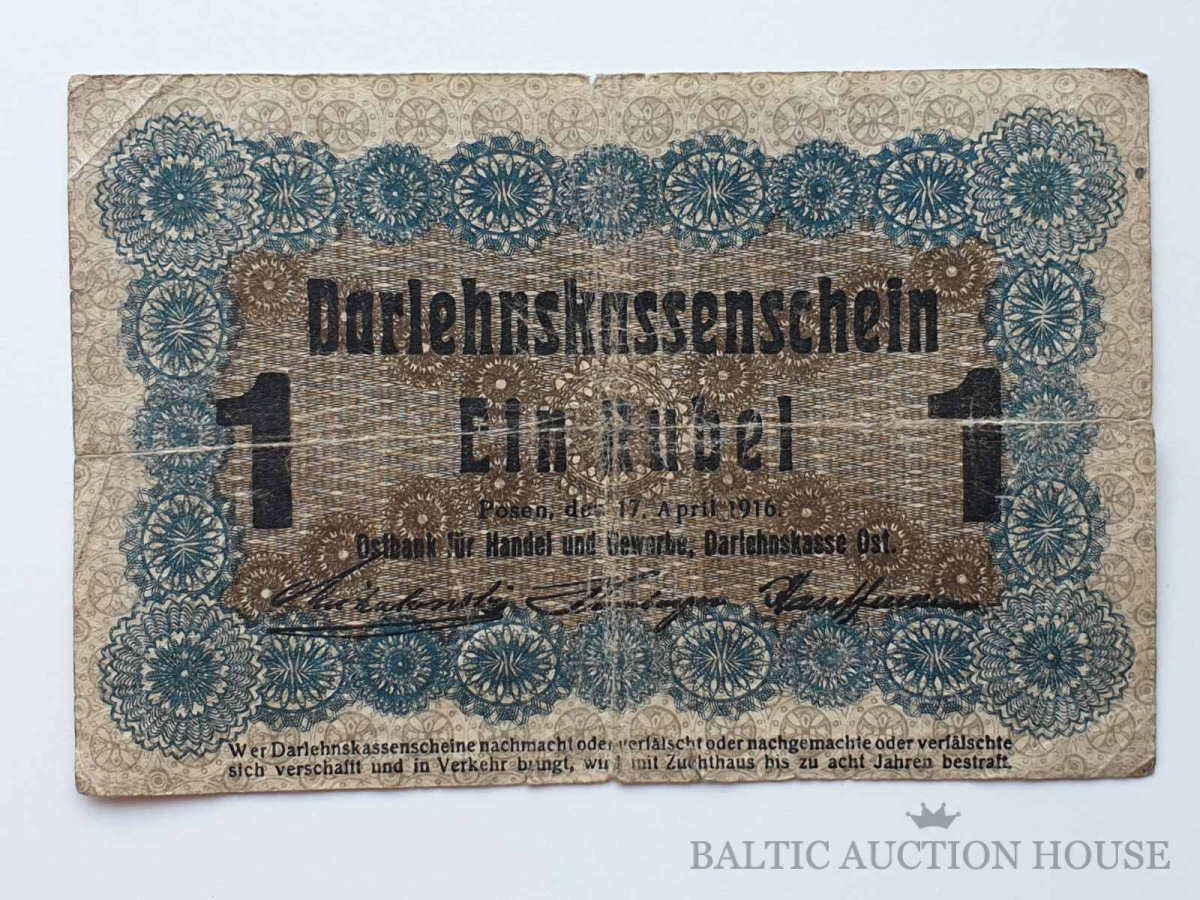 Darlehnskassenschein
1 Ein Rubel 1
Posen, den 17. April 1916.
Ostbank für Handel und Gewerbe, Darlehnskasse Ost.
Wer Darlehnskassenscheine nachmacht oder verfälscht oder nachgemachte oder verfälschte
sich verschafft und in Verkehr bringt, wird mit Zuchthaus bis zu acht Jahren bestraft.
BALTIC AUCTION HOUSE